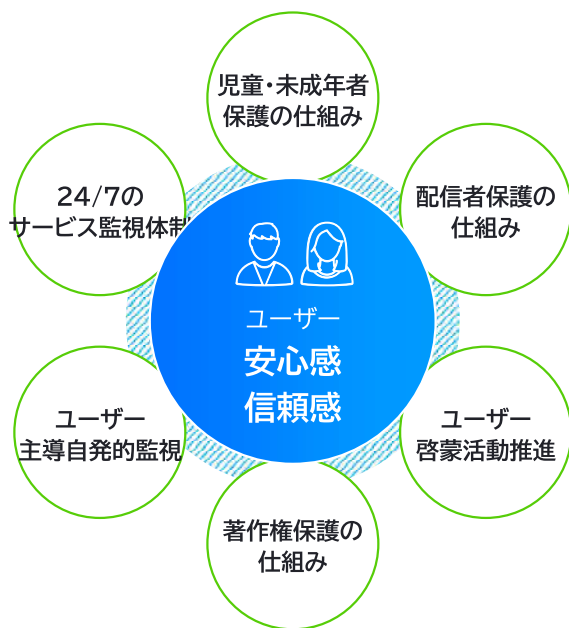 児童・未成年者
保護の仕組み
24/7の
サービス監視体制
配信者保護の
仕組み
ユーザー
安心感
信頼感
ユーザー
主導自発的監視
ユーザー
啓蒙活動推進
著作権保護の
仕組み